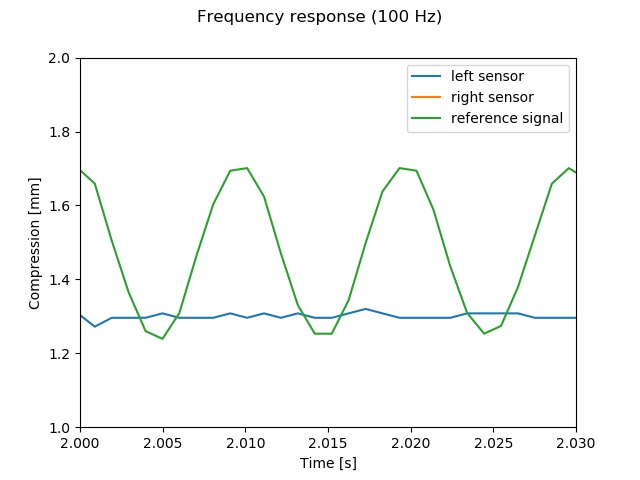 Frequency response (100 Hz)
left sensor
right sensor
reference signal
Compression [mm]
2.0
1.8
1.6
1.4
1.2
1.0
2.000
2.005
2.010
2.015
2.020
2.025
2.030
Time [s]